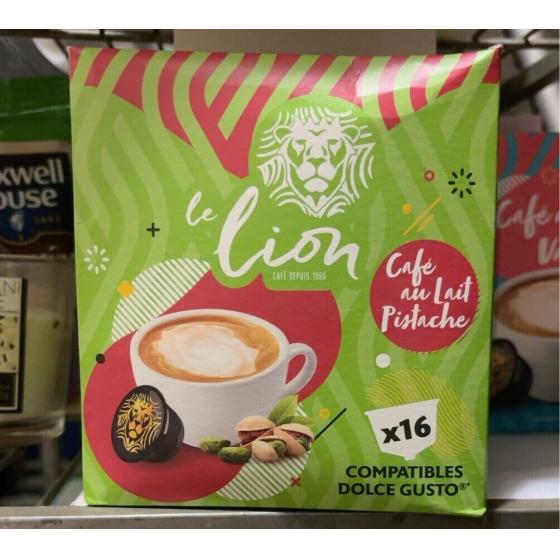 le
lion
CAFÉ DEPUIS 1966
Café
au Lait
Pistache
x16
COMPATIBLES
DOLCE GUSTO®*
xwell
ouse
Café